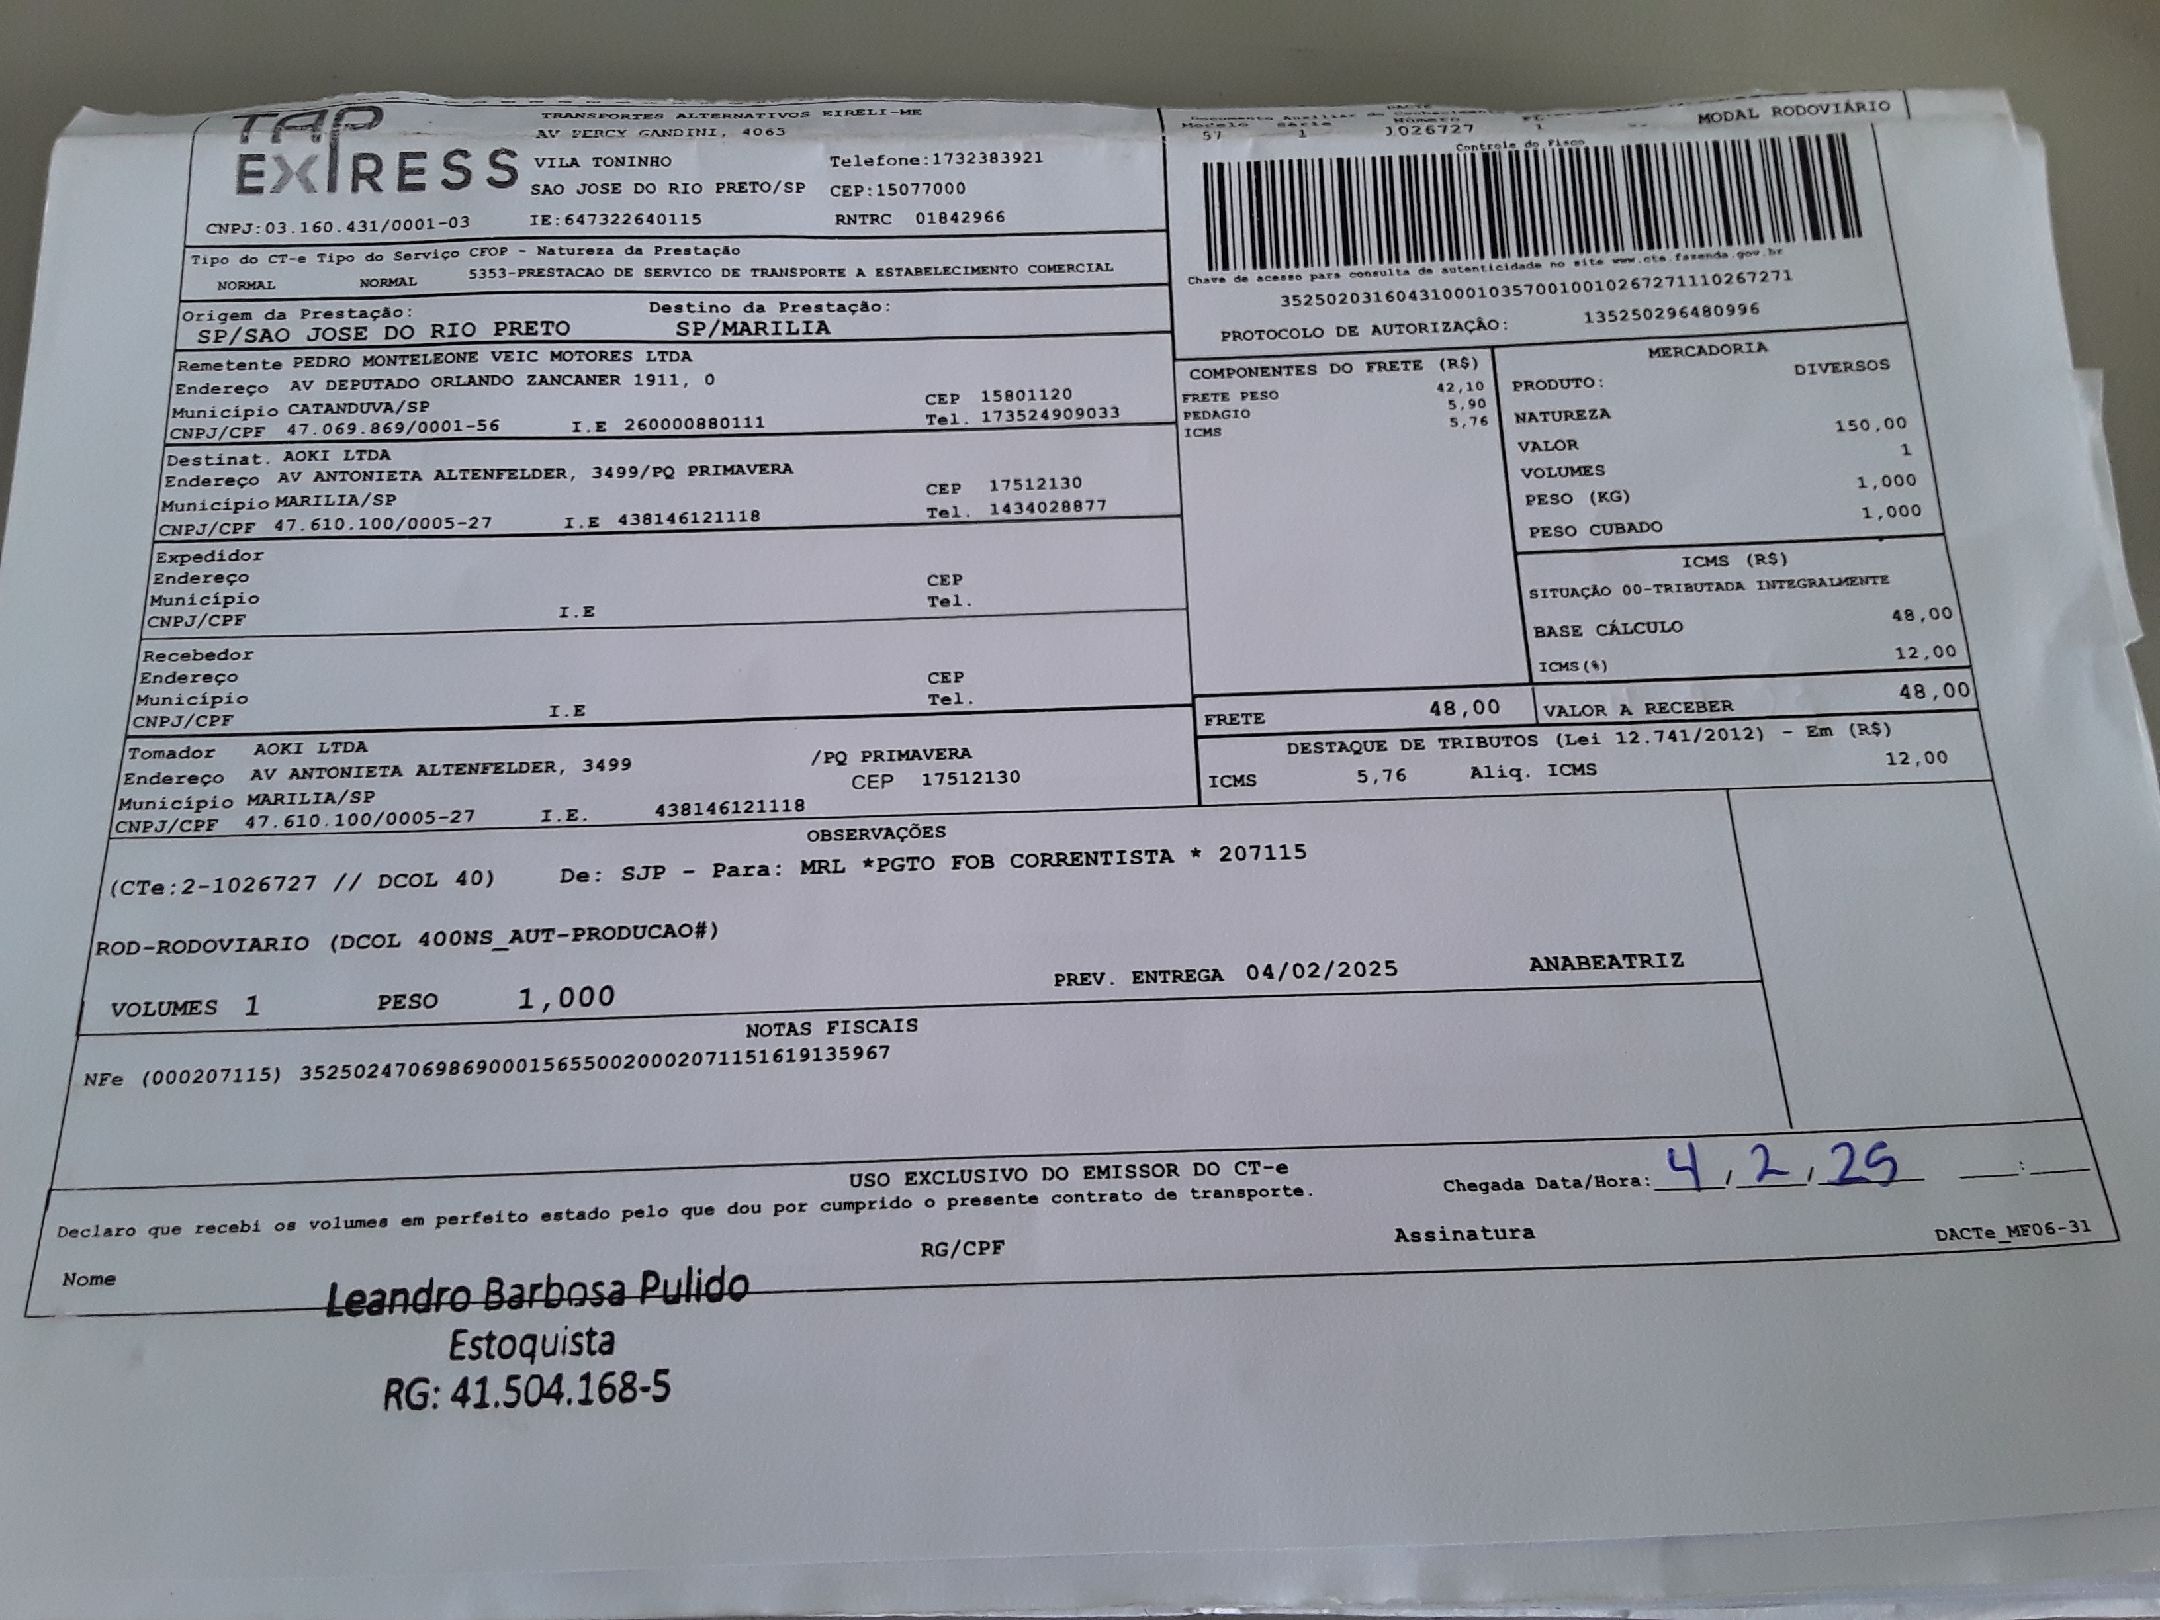 TAP
EXPRESS
TRANSPORTES ALTERNATIVOS EIRELI-ME
AV PERCY GANDINI, 4065
VILA TONINHO Telefone:1732383921
SAO JOSE DO RIO PRETO/SP CEP:15077000
CNPJ:03.160.431/0001-03 IE:647322640115 RNTRC 01842966
Tipo do CT-e Tipo do Serviço CFOP - Natureza da Prestação
NORMAL NORMAL 5353-PRESTACAO DE SERVICO DE TRANSPORTE A ESTABELECIMENTO COMERCIAL
Origem da Prestação: Destino da Prestação:
SP/SAO JOSE DO RIO PRETO SP/MARILIA
Remetente PEDRO MONTELEONE VEIC MOTORES LTDA
Endereço AV DEPUTADO ORLANDO ZANCANER 1911, 0
Município CATANDUVA/SP CEP 15801120
CNPJ/CPF 47.069.869/0001-56 I.E 260000880111 Tel. 173524909033
Destinat. AOKI LTDA
Endereço AV ANTONIETA ALTENFELDER, 3499/PQ PRIMAVERA
Município MARILIA/SP CEP 17512130
CNPJ/CPF 47.610.100/0005-27 I.E 438146121118 Tel. 1434028877
Expedidor
Endereço CEP
Município Tel.
CNPJ/CPF I.E
Recebedor
Endereço CEP
Município Tel.
CNPJ/CPF I.E
Tomador AOKI LTDA
Endereço AV ANTONIETA ALTENFELDER, 3499 /PQ PRIMAVERA
Município MARILIA/SP CEP 17512130
CNPJ/CPF 47.610.100/0005-27 I.E. 438146121118
DACTE
Modelo Série Número
57 1 1026727 1
MODAL RODOVIÁRIO
Controle do Fisco
Chave de acesso para consulta de autenticidade no site www.cte.fazenda.gov.br
35250203160431000103570010010267271110267271
PROTOCOLO DE AUTORIZAÇÃO: 135250296480996
COMPONENTES DO FRETE (R$)
FRETE PESO 42,10
PEDAGIO 5,90
ICMS 5,76
MERCADORIA
PRODUTO: DIVERSOS
NATUREZA
VALOR 150,00
VOLUMES 1
PESO (KG) 1,000
PESO CUBADO 1,000
ICMS (R$)
SITUAÇÃO 00-TRIBUTADA INTEGRALMENTE
BASE CÁLCULO 48,00
ICMS(%) 12,00
FRETE 48,00 VALOR A RECEBER 48,00
DESTAQUE DE TRIBUTOS (Lei 12.741/2012) - Em (R$)
ICMS 5,76 Aliq. ICMS 12,00
OBSERVAÇÕES
(CTe:2-1026727 // DCOL 40) De: SJP - Para: MRL *PGTO FOB CORRENTISTA * 207115
ROD-RODOVIARIO (DCOL 400NS_AUT-PRODUCAO#)
VOLUMES 1 PESO 1,000 PREV. ENTREGA 04/02/2025 ANABEATRIZ
NOTAS FISCAIS
NFe (000207115) 35250247069869000156550020002071151619135967
USO EXCLUSIVO DO EMISSOR DO CT-e
Declaro que recebi os volumes em perfeito estado pelo que dou por cumprido o presente contrato de transporte.
Chegada Data/Hora: 4 / 2 / 25 :
Nome RG/CPF Assinatura DACTe_MF06-31
Leandro Barbosa Pulido
Estoquista
RG: 41.504.168-5